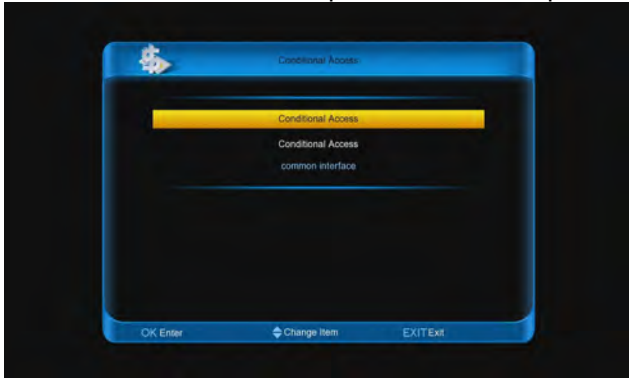 Conditional Access
Conditional Access
Conditional Access
common interface
OK Enter Change Item EXIT Exit